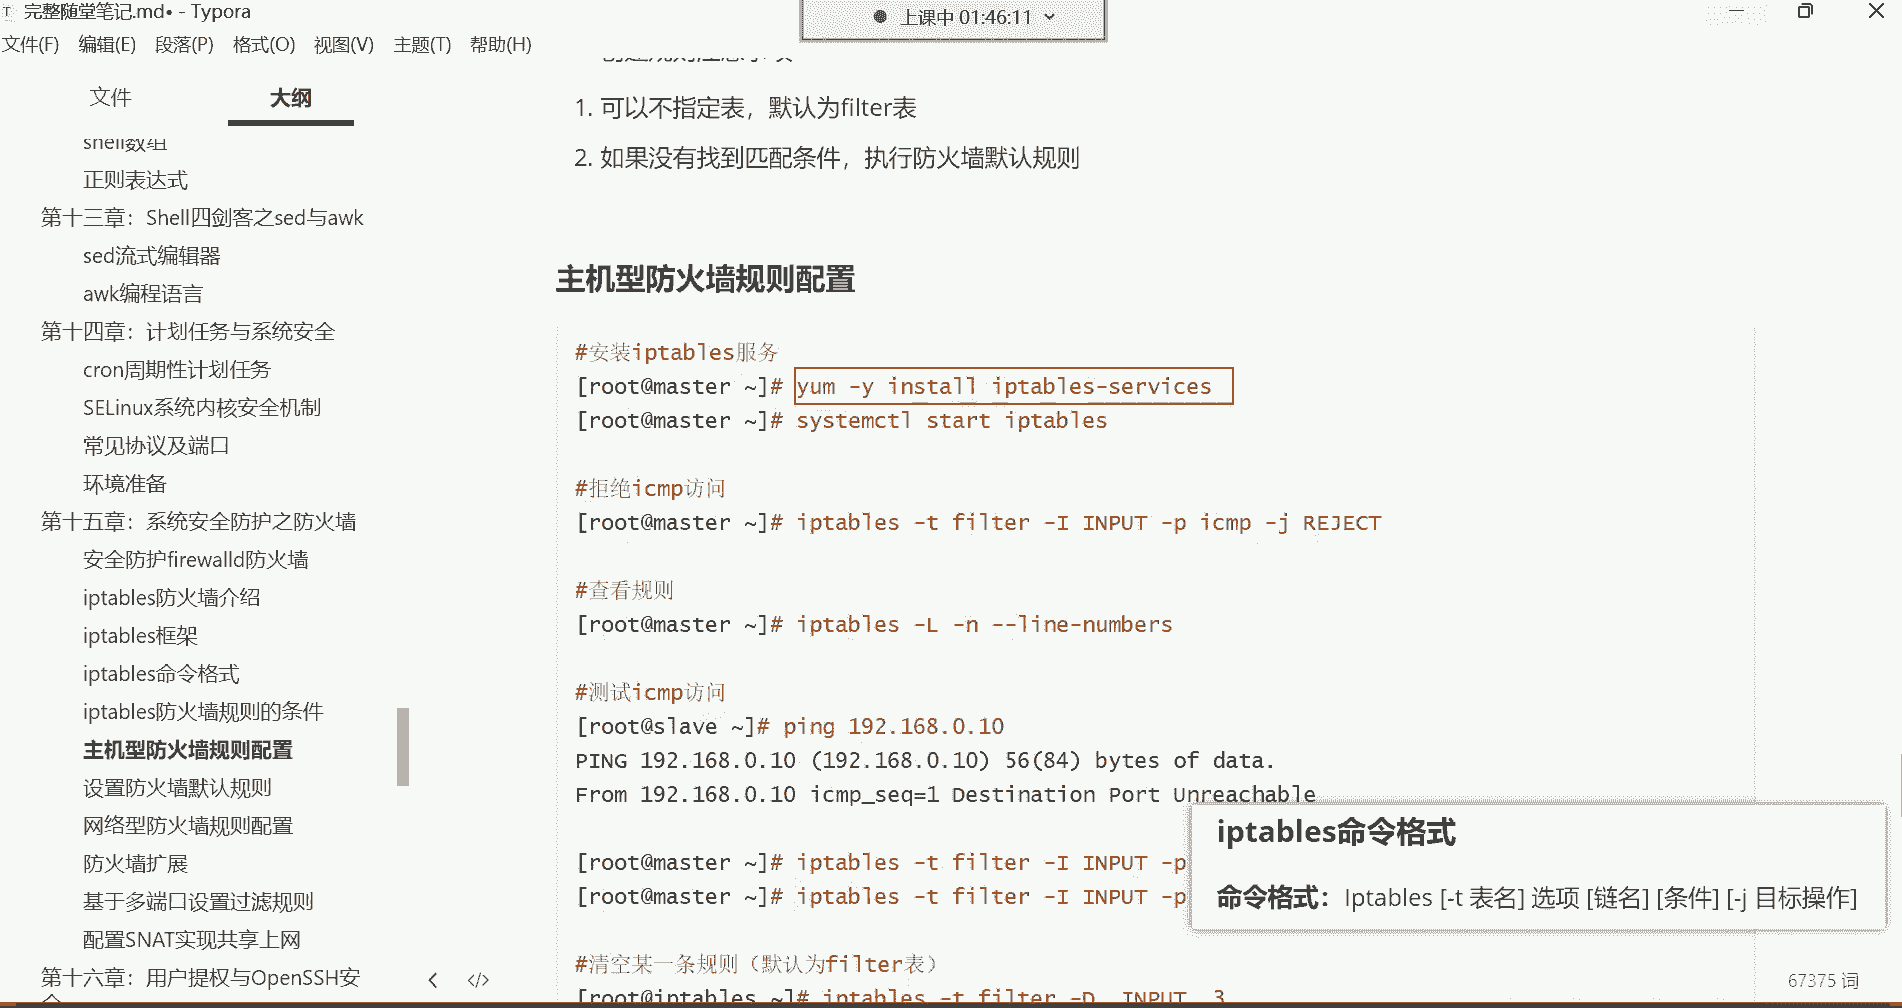 完整随堂笔记.md• - Typora
上课中 01:46:11
文件(F) 编辑(E) 段落(P) 格式(O) 视图(V) 主题(T) 帮助(H)
文件 大纲
shell数组
正则表达式
第十三章：Shell四剑客之sed与awk
sed流式编辑器
awk编程语言
第十四章：计划任务与系统安全
cron周期性计划任务
SELinux系统内核安全机制
常见协议及端口
环境准备
第十五章：系统安全防护之防火墙
安全防护firewalld防火墙
iptables防火墙介绍
iptables框架
iptables命令格式
iptables防火墙规则的条件
主机型防火墙规则配置
设置防火墙默认规则
网络型防火墙规则配置
防火墙扩展
基于多端口设置过滤规则
配置SNAT实现共享上网
第十六章：用户提权与OpenSSH安
1. 可以不指定表，默认为filter表
2. 如果没有找到匹配条件，执行防火墙默认规则
主机型防火墙规则配置
#安装iptables服务
[root@master ~]# yum -y install iptables-services
[root@master ~]# systemctl start iptables
#拒绝icmp访问
[root@master ~]# iptables -t filter -I INPUT -p icmp -j REJECT
#查看规则
[root@master ~]# iptables -L -n --line-numbers
#测试icmp访问
[root@slave ~]# ping 192.168.0.10
PING 192.168.0.10 (192.168.0.10) 56(84) bytes of data.
From 192.168.0.10 icmp_seq=1 Destination Port Unreachable
[root@master ~]# iptables -t filter -I INPUT -p
[root@master ~]# iptables -t filter -I INPUT -p
#清空某一条规则（默认为filter表）
[root@iptables ~]# iptables -t filter -D INPUT 3
iptables命令格式
命令格式：Iptables [-t 表名] 选项 [链名] [条件] [-j 目标操作]
67375 词